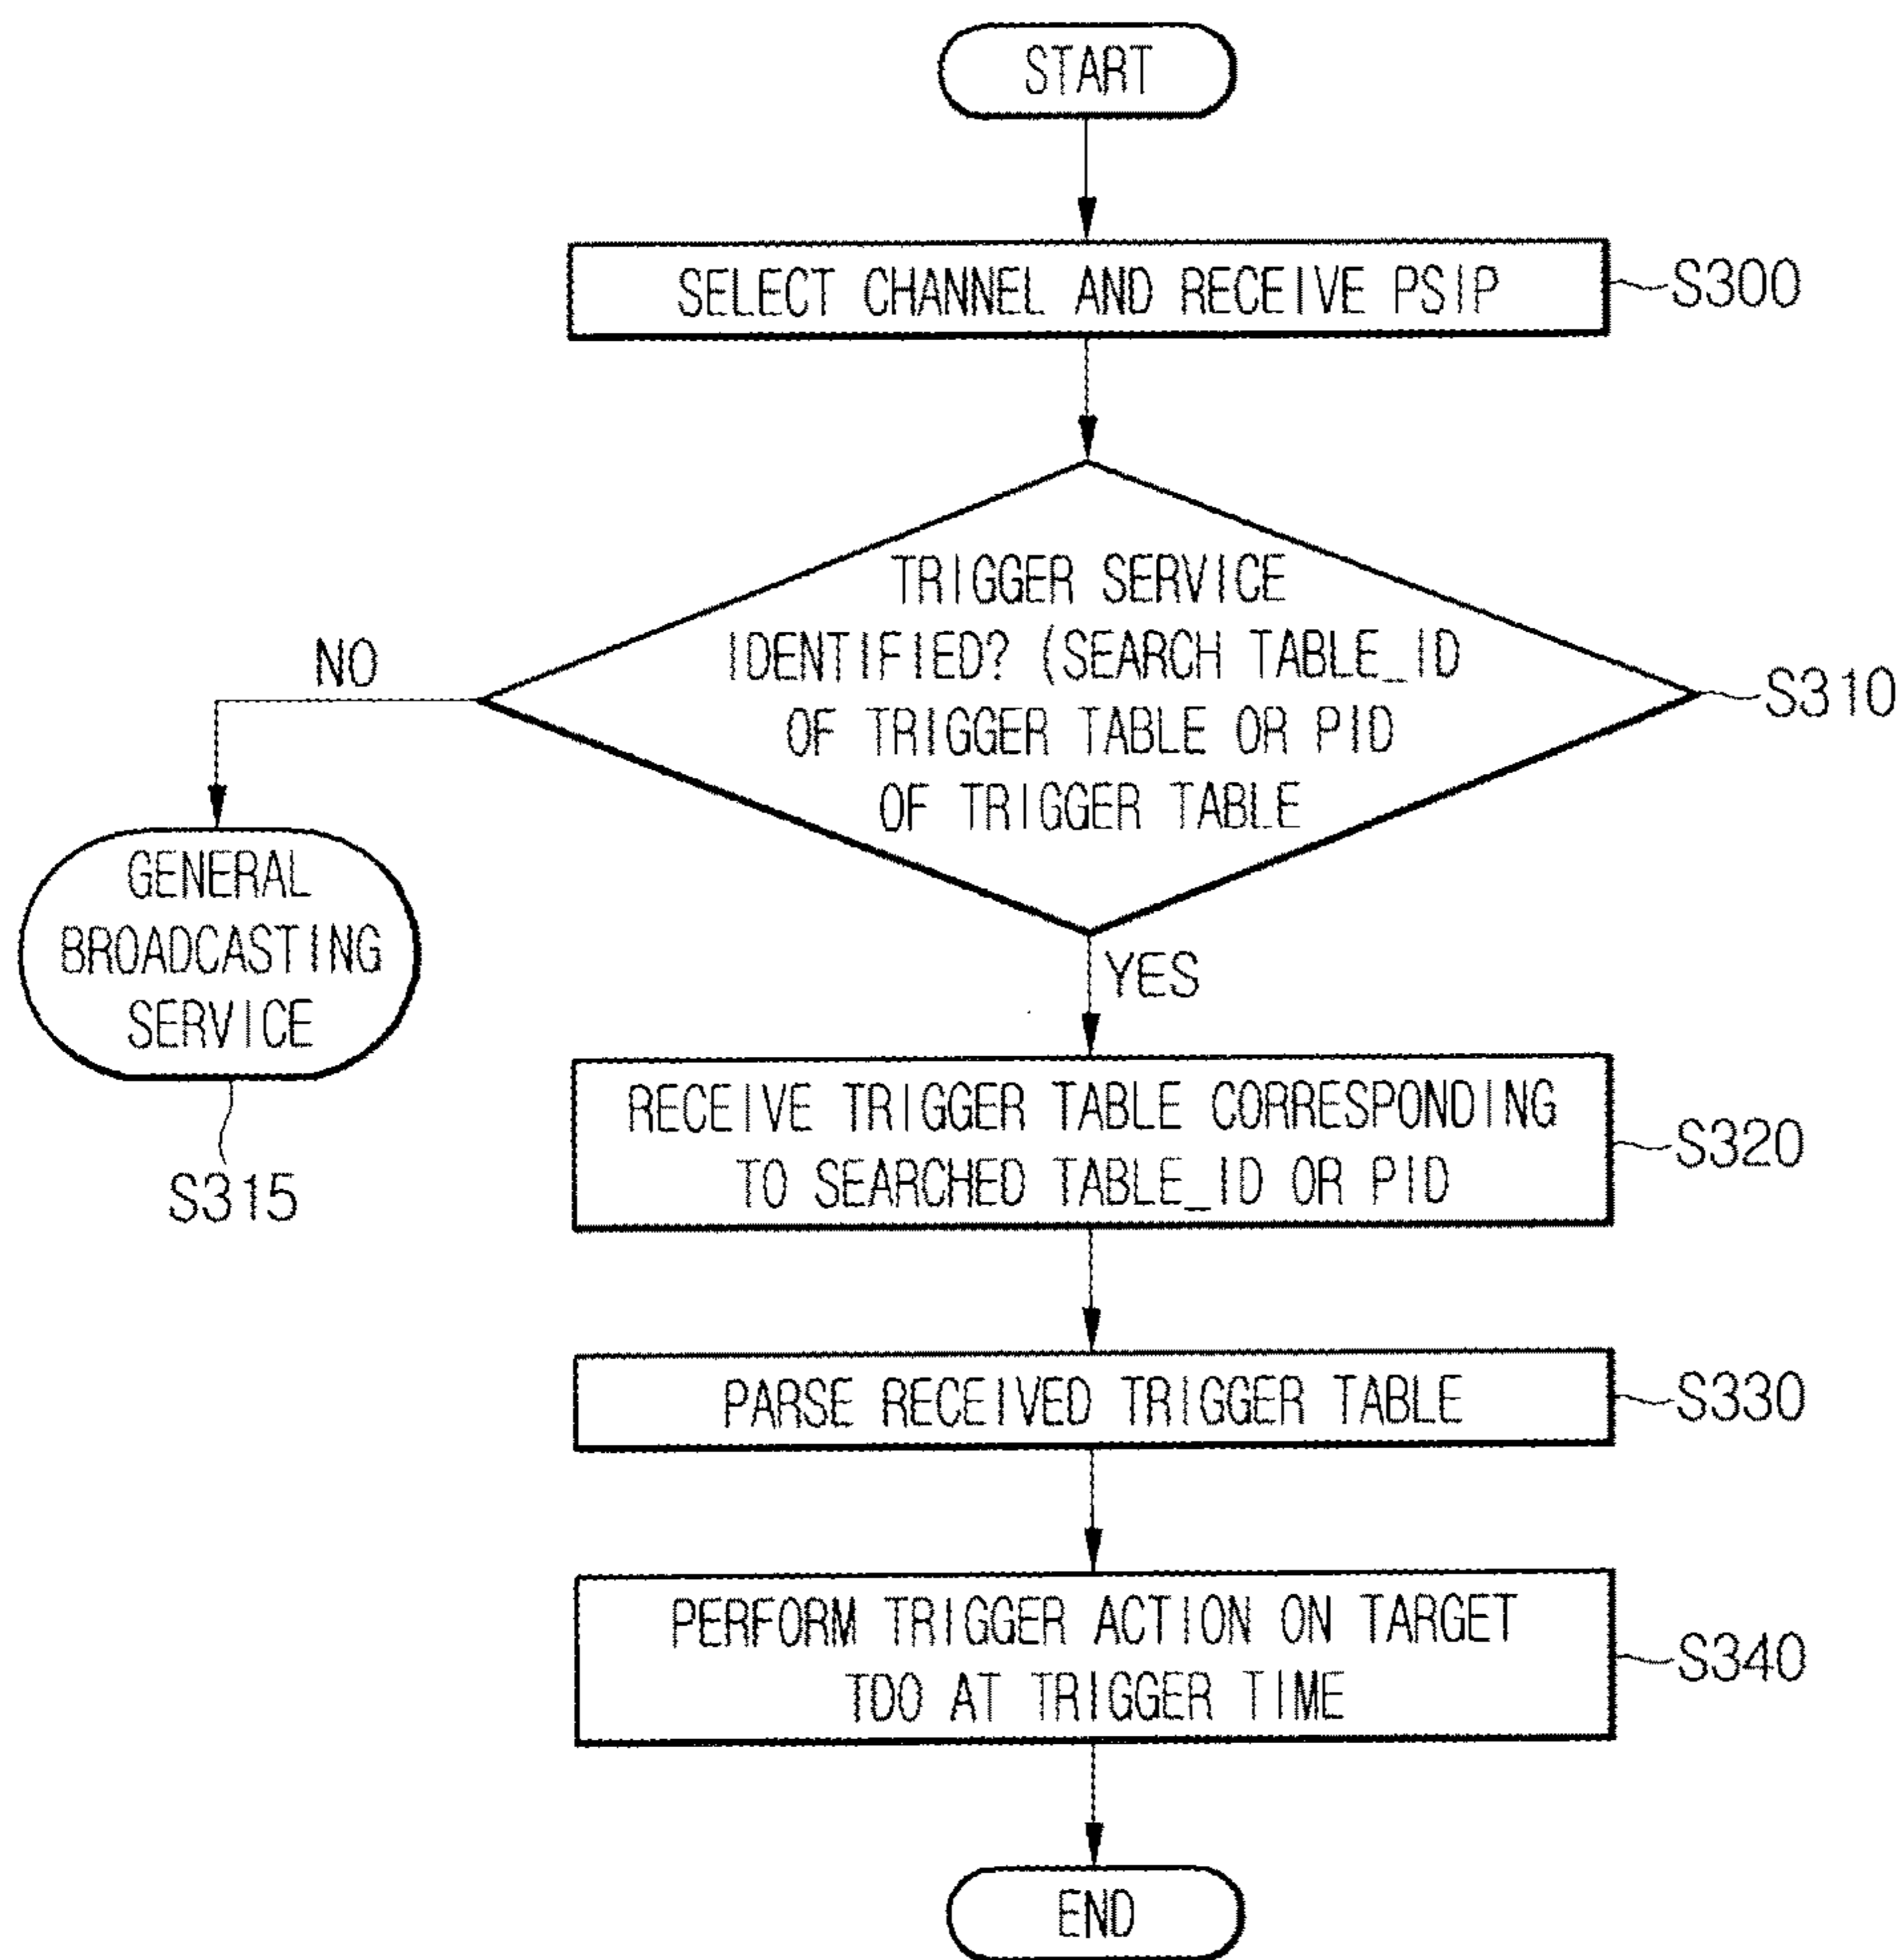 START
SELECT CHANNEL AND RECEIVE PSIP
S300
TRIGGER SERVICE
IDENTIFIED? (SEARCH TABLE_ID
OF TRIGGER TABLE OR PID
OF TRIGGER TABLE
S310
NO
GENERAL
BROADCASTING
SERVICE
S315
YES
RECEIVE TRIGGER TABLE CORRESPONDING
TO SEARCHED TABLE_ID OR PID
S320
PARSE RECEIVED TRIGGER TABLE
S330
PERFORM TRIGGER ACTION ON TARGET
TDO AT TRIGGER TIME
S340
END